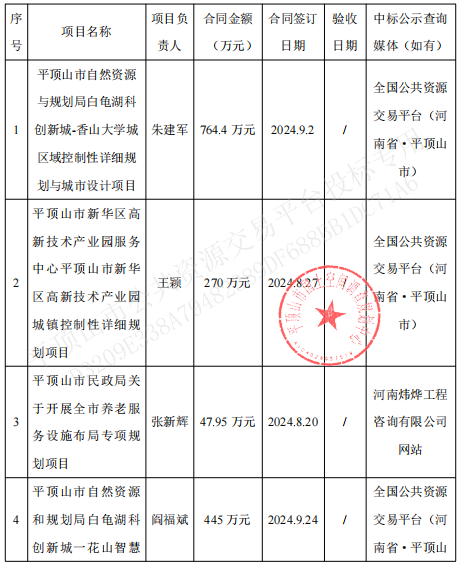 序
号
项目名称
项目负
责人
合同金额
（万元）
合同签订
日期
验收
日期
中标公示查询
媒体（如有）
1
平顶山市自然资源
与规划局白龟湖科
创新城-香山大学城
区域控制性详细规
划与城市设计项目
朱建军
764.4 万元
2024.9.2
/
全国公共资源
交易平台（河
南省·平顶山
市）
2
平顶山市新华区高
新技术产业园服务
中心平顶山市新华
区高新技术产业园
城镇控制性详细规
划项目
王颖
270 万元
2024.8.27
/
全国公共资源
交易平台（河
南省·平顶山
市）
3
平顶山市民政局关
于开展全市养老服
务设施布局专项规
划项目
张新辉
47.95 万元
2024.8.20
/
河南炜烨工程
咨询有限公司
网站
4
平顶山市自然资源
和规划局白龟湖科
创新城一花山智慧
阎福斌
445 万元
2024.9.24
/
全国公共资源
交易平台（河
南省·平顶山